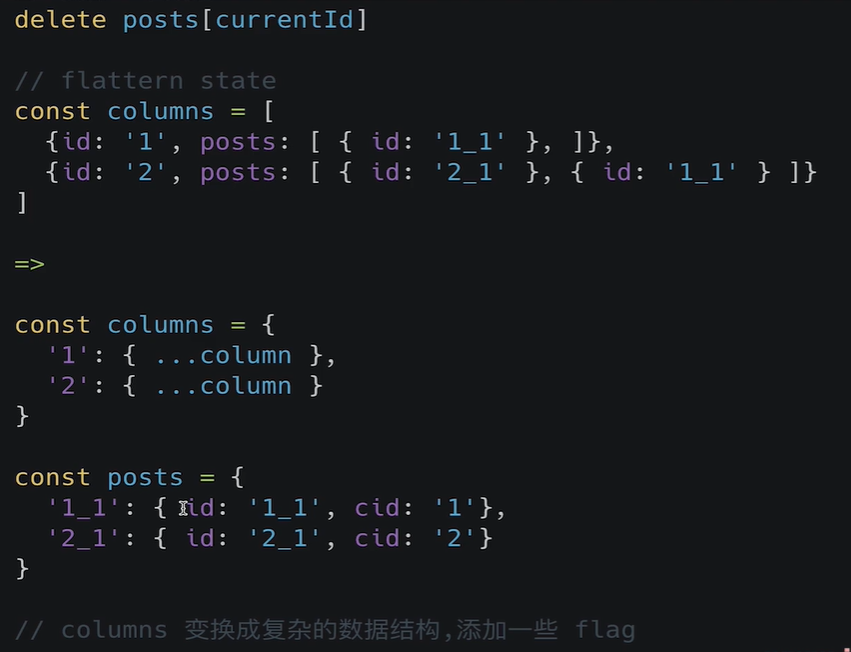 delete posts[currentId]
// flattern state
const columns = [
{id: '1', posts: [ { id: '1_1' }, ]},
{id: '2', posts: [ { id: '2_1' }, { id: '1_1' } ]}
]
=>
const columns = {
'1': { ...column },
'2': { ...column }
}
const posts = {
'1_1': { id: '1_1', cid: '1'},
'2_1': { id: '2_1', cid: '2'}
}
// columns 变换成复杂的数据结构,添加一些 flag